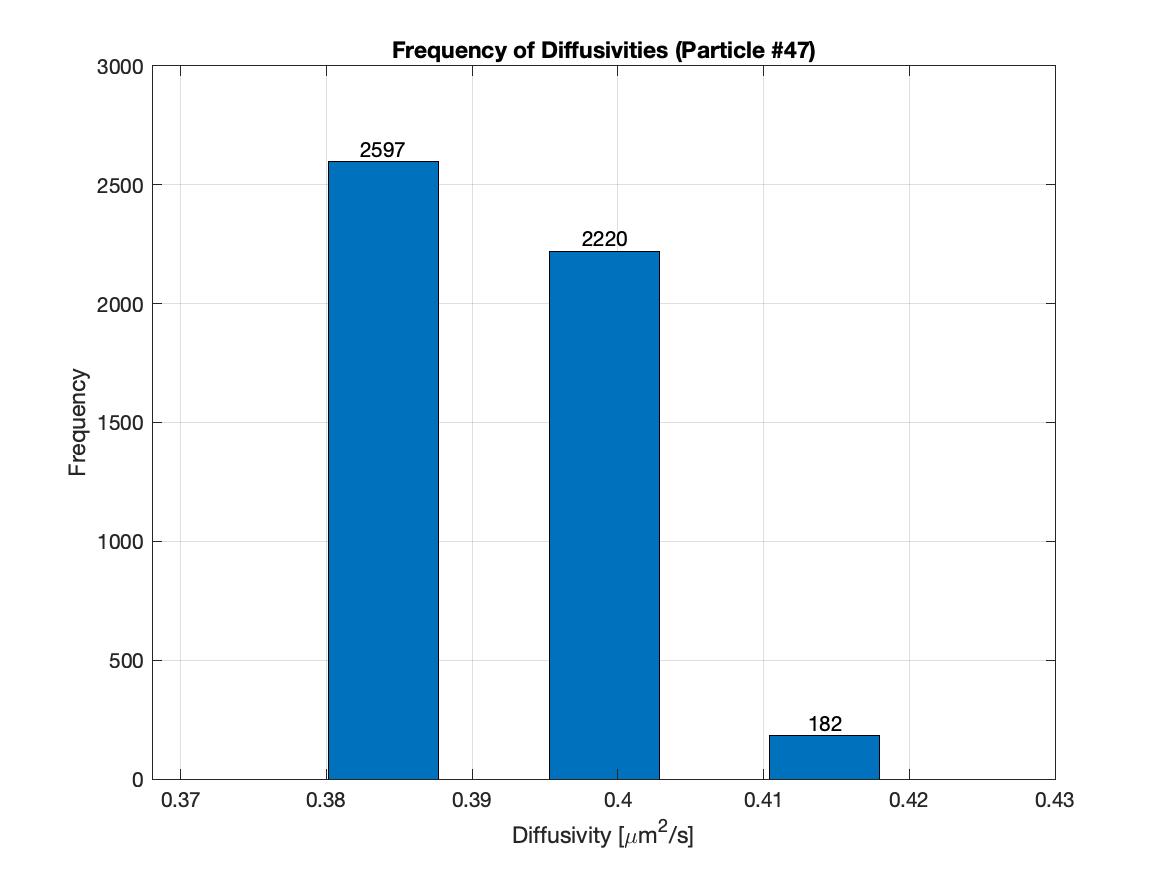 Frequency of Diffusivities (Particle #47)
3000
2500
2000
1500
1000
500
0
Frequency
2597
2220
182
0.37 0.38 0.39 0.4 0.41 0.42 0.43
Diffusivity [μm²/s]